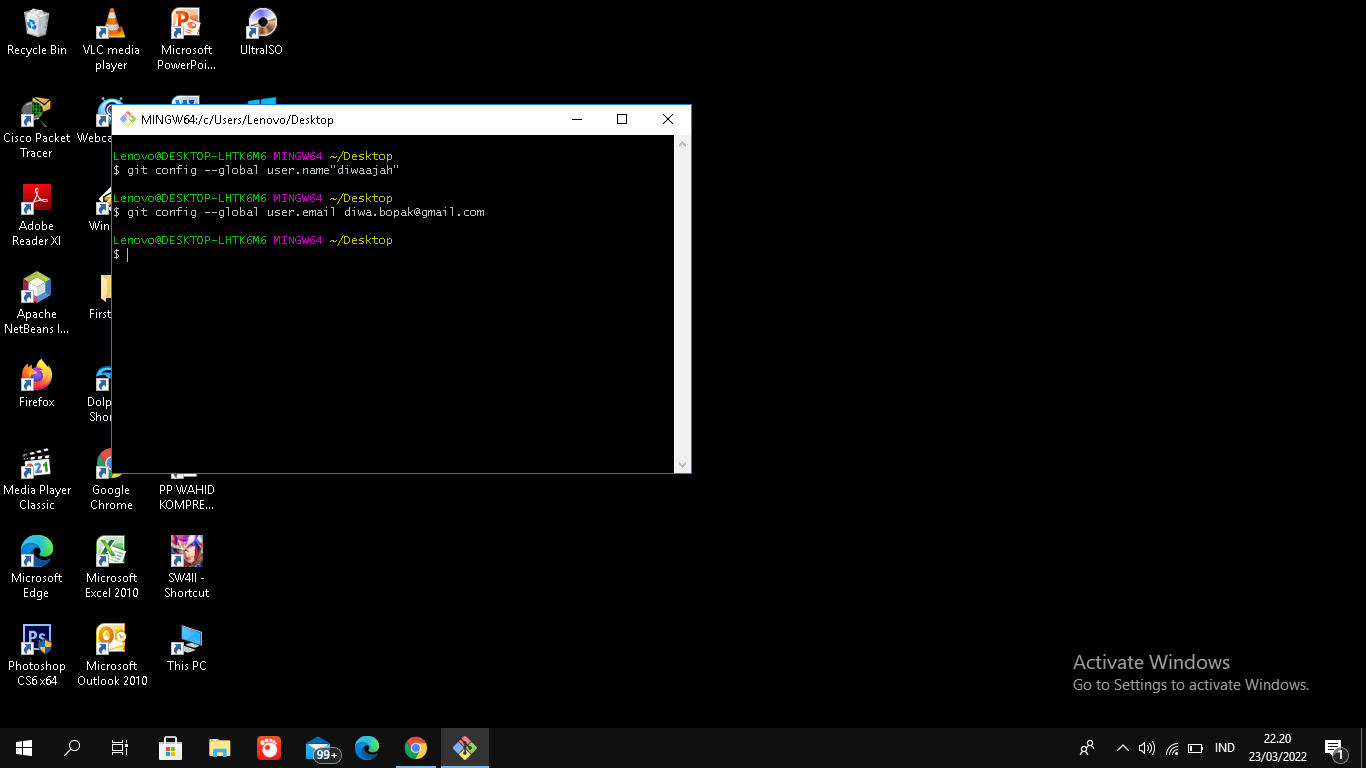 Recycle Bin
VLC media
player
Microsoft
PowerPoi...
UltraISO
Cisco Packet
Tracer
Webca
Adobe
Reader XI
Win
Apache
NetBeans I...
First
Firefox
Dolp
Shor
Media Player
Classic
Google
Chrome
PP WAHID
KOMPRE...
Microsoft
Edge
Microsoft
Excel 2010
SW4II -
Shortcut
Photoshop
CS6 x64
Microsoft
Outlook 2010
This PC
MINGW64:/c/Users/Lenovo/Desktop
Lenovo@DESKTOP-LHTK6M6 MINGW64 ~/Desktop
$ git config --global user.name"diwaajah"
Lenovo@DESKTOP-LHTK6M6 MINGW64 ~/Desktop
$ git config --global user.email diwa.bopak@gmail.com
Lenovo@DESKTOP-LHTK6M6 MINGW64 ~/Desktop
$
Activate Windows
Go to Settings to activate Windows.
99+
IND
22.20
23/03/2022
1